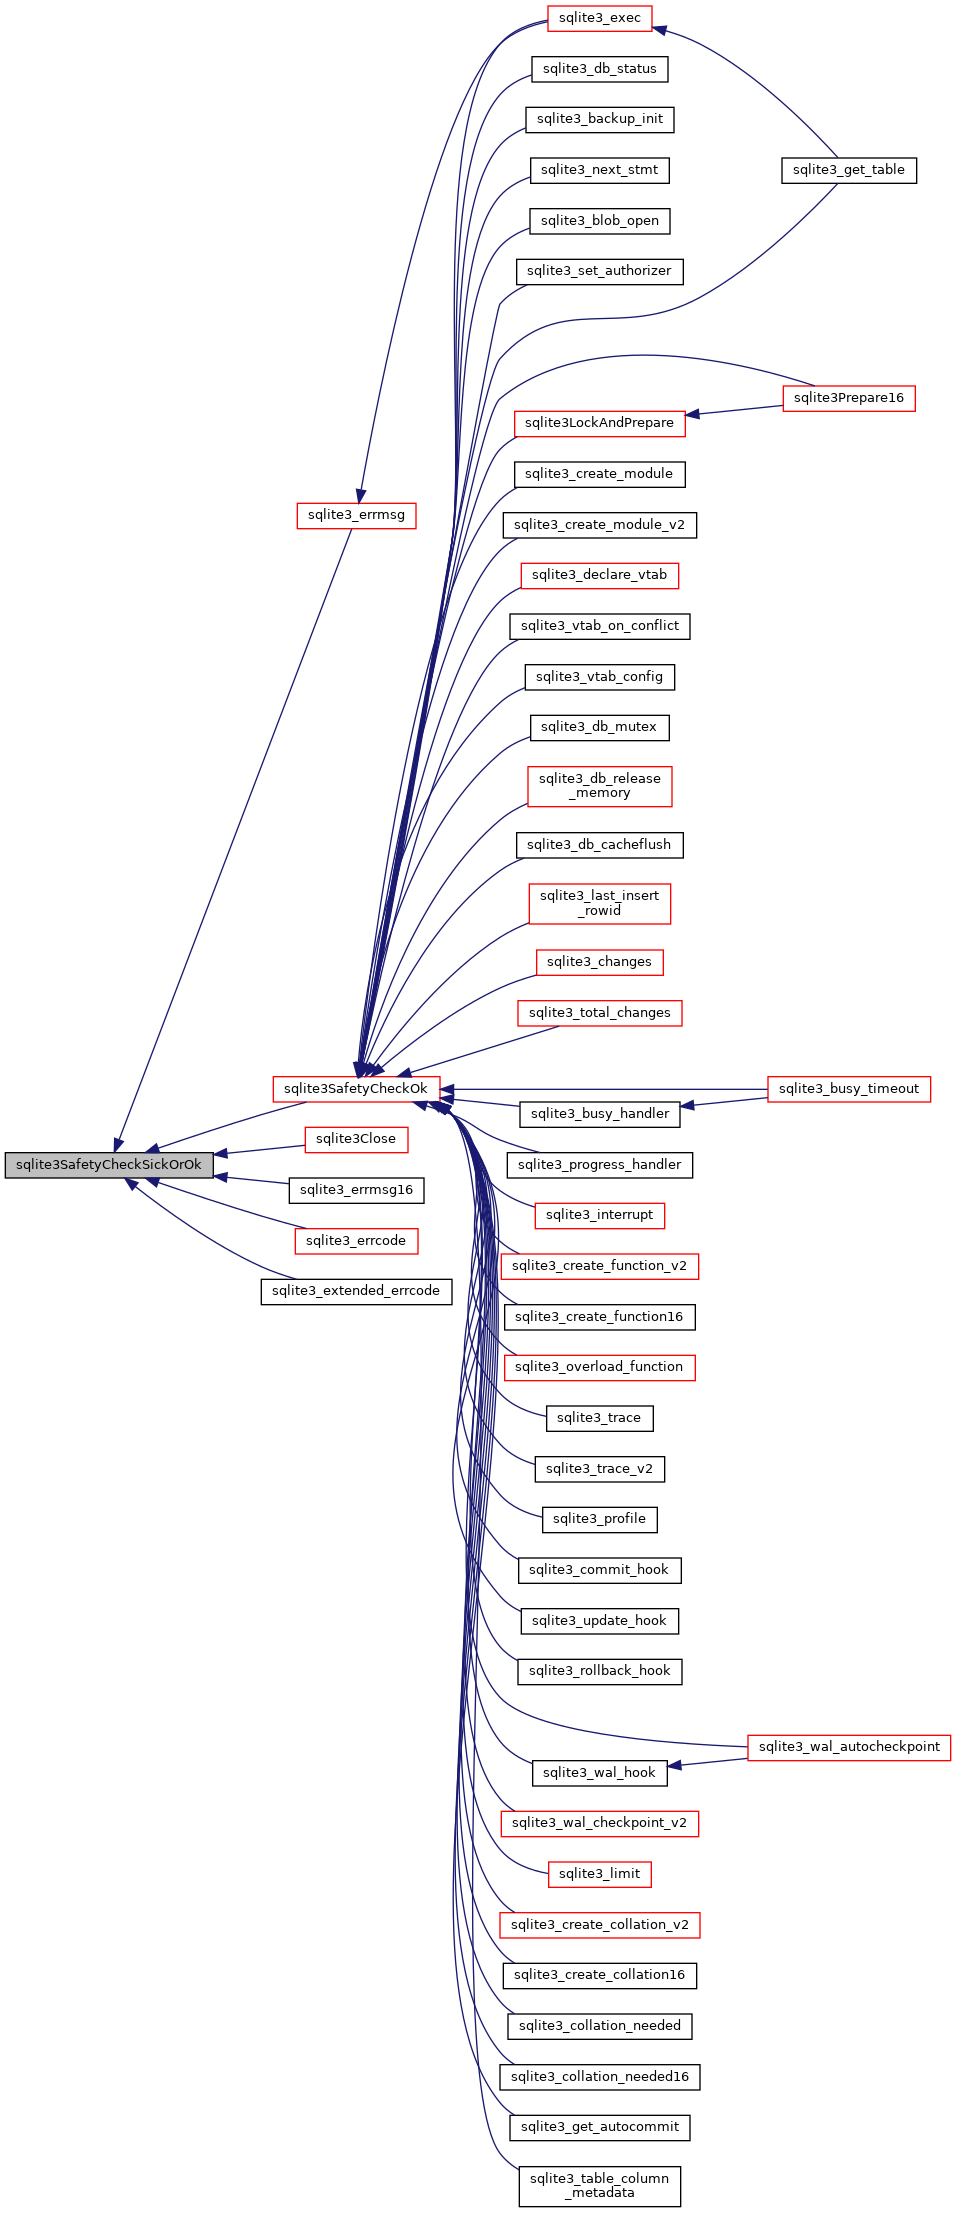 sqlite3_exec
sqlite3_db_status
sqlite3_backup_init
sqlite3_next_stmt
sqlite3_get_table
sqlite3_blob_open
sqlite3_set_authorizer
sqlite3Prepare16
sqlite3LockAndPrepare
sqlite3_create_module
sqlite3_errmsg
sqlite3_create_module_v2
sqlite3_declare_vtab
sqlite3_vtab_on_conflict
sqlite3_vtab_config
sqlite3_db_mutex
sqlite3_db_release
_memory
sqlite3_db_cacheflush
sqlite3_last_insert
_rowid
sqlite3_changes
sqlite3_total_changes
sqlite3SafetyCheckOk
sqlite3_busy_timeout
sqlite3_busy_handler
sqlite3Close
sqlite3SafetyCheckSickOrOk
sqlite3_progress_handler
sqlite3_errmsg16
sqlite3_interrupt
sqlite3_errcode
sqlite3_create_function_v2
sqlite3_extended_errcode
sqlite3_create_function16
sqlite3_overload_function
sqlite3_trace
sqlite3_trace_v2
sqlite3_profile
sqlite3_commit_hook
sqlite3_update_hook
sqlite3_rollback_hook
sqlite3_wal_autocheckpoint
sqlite3_wal_hook
sqlite3_wal_checkpoint_v2
sqlite3_limit
sqlite3_create_collation_v2
sqlite3_create_collation16
sqlite3_collation_needed
sqlite3_collation_needed16
sqlite3_get_autocommit
sqlite3_table_column
_metadata